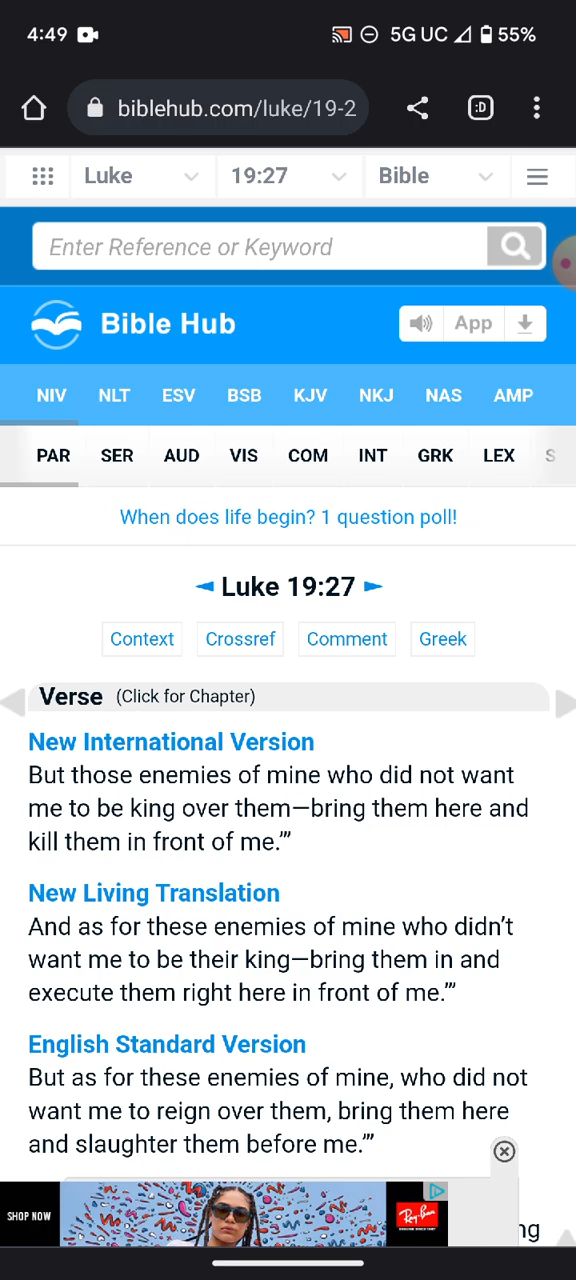 4:49 5G UC 55%
biblehub.com/luke/19-2 :D
Luke 19:27 Bible
Enter Reference or Keyword
Bible Hub App
NIV NLT ESV BSB KJV NKJ NAS AMP
PAR SER AUD VIS COM INT GRK LEX S
When does life begin? 1 question poll!
◄ Luke 19:27 ►
Context Crossref Comment Greek
Verse (Click for Chapter)
New International Version
But those enemies of mine who did not want
me to be king over them—bring them here and
kill them in front of me.’”
New Living Translation
And as for these enemies of mine who didn’t
want me to be their king—bring them in and
execute them right here in front of me.’”
English Standard Version
But as for these enemies of mine, who did not
want me to reign over them, bring them here
and slaughter them before me.’”
SHOP NOW Ray-Ban
ng